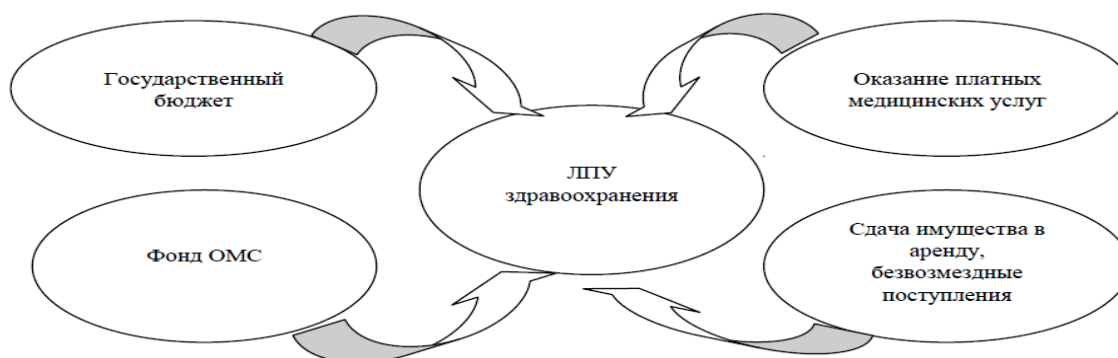 Государственный
бюджет
Оказание платных
медицинских услуг
ЛПУ
здравоохранения
Фонд ОМС
Сдача имущества в
аренду,
безвозмездные
поступления